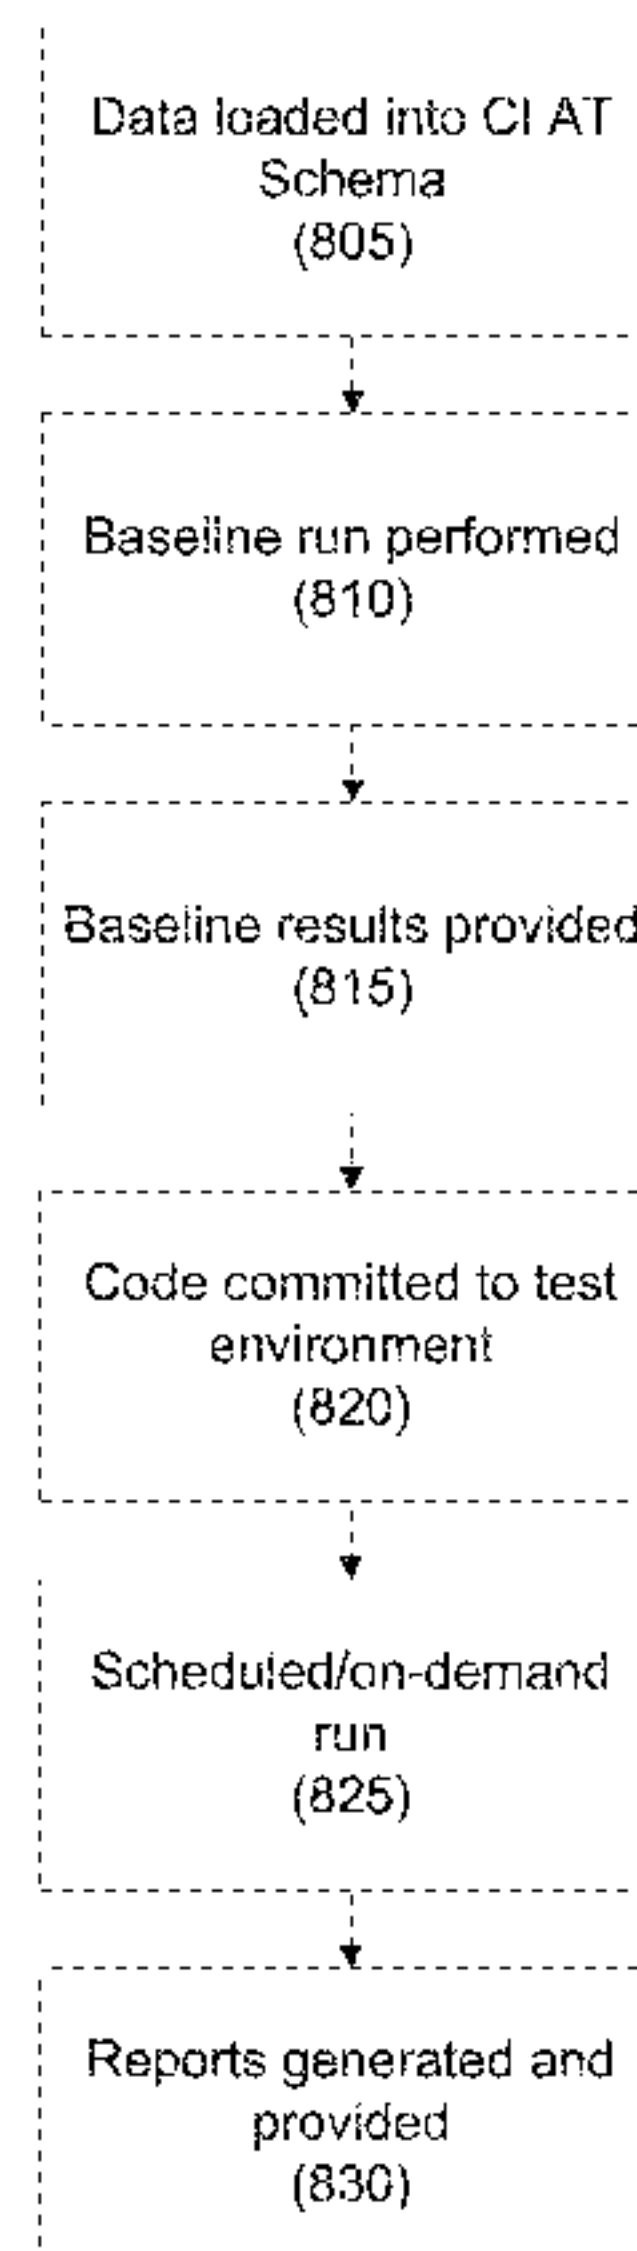 Data loaded into CI AT
Schema
(805)
Baseline run performed
(810)
Baseline results provided
(815)
Code committed to test
environment
(820)
Scheduled/on-demand
run
(825)
Reports generated and
provided
(830)